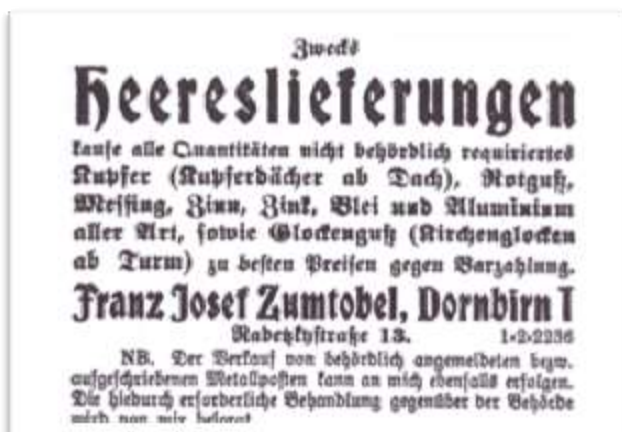 Zwecks
Heereslieferungen
kaufe alle Quantitäten nicht behördlich requiriertes
Kupfer (Kupferdächer ab Dach), Rotguß,
Messing, Zinn, Zink, Blei und Aluminium
aller Art, sowie Glockenguß (Kirchenglocken
ab Turm) zu besten Preisen gegen Barzahlung.
Franz Josef Zumtobel, Dornbirn I
Radetzkystraße 13. 1-2-2236
NB. Der Verkauf von behördlich angemeldeten bezw.
aufgeschriebenen Metallposten kann an mich ebenfalls erfolgen.
Die hiedurch erforderliche Behandlung gegenüber der Behörde
wird von mir besorgt